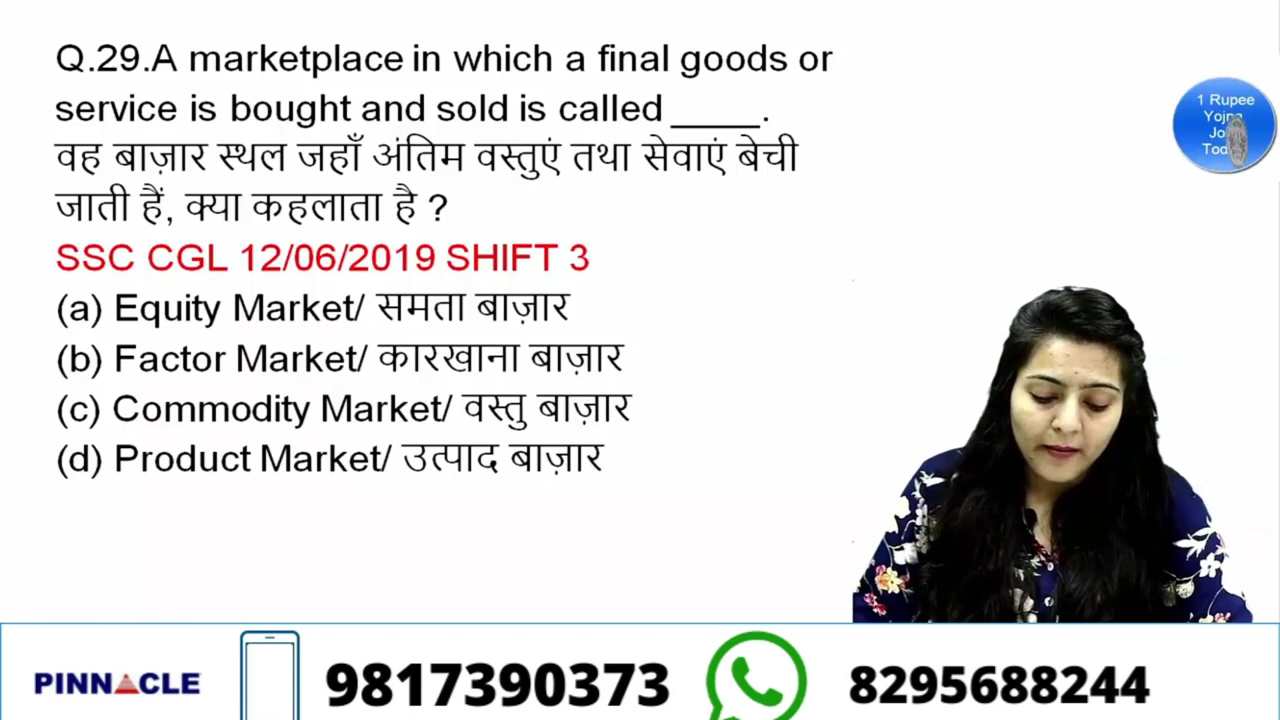 Q.29.A marketplace in which a final goods or
service is bought and sold is called ____.
वह बाज़ार स्थल जहाँ अंतिम वस्तुएं तथा सेवाएं बेची
जाती हैं, क्या कहलाता है ?
SSC CGL 12/06/2019 SHIFT 3
(a) Equity Market/ समता बाज़ार
(b) Factor Market/ कारखाना बाज़ार
(c) Commodity Market/ वस्तु बाज़ार
(d) Product Market/ उत्पाद बाज़ार
1 Rupee
PINNACLE
9817390373
8295688244